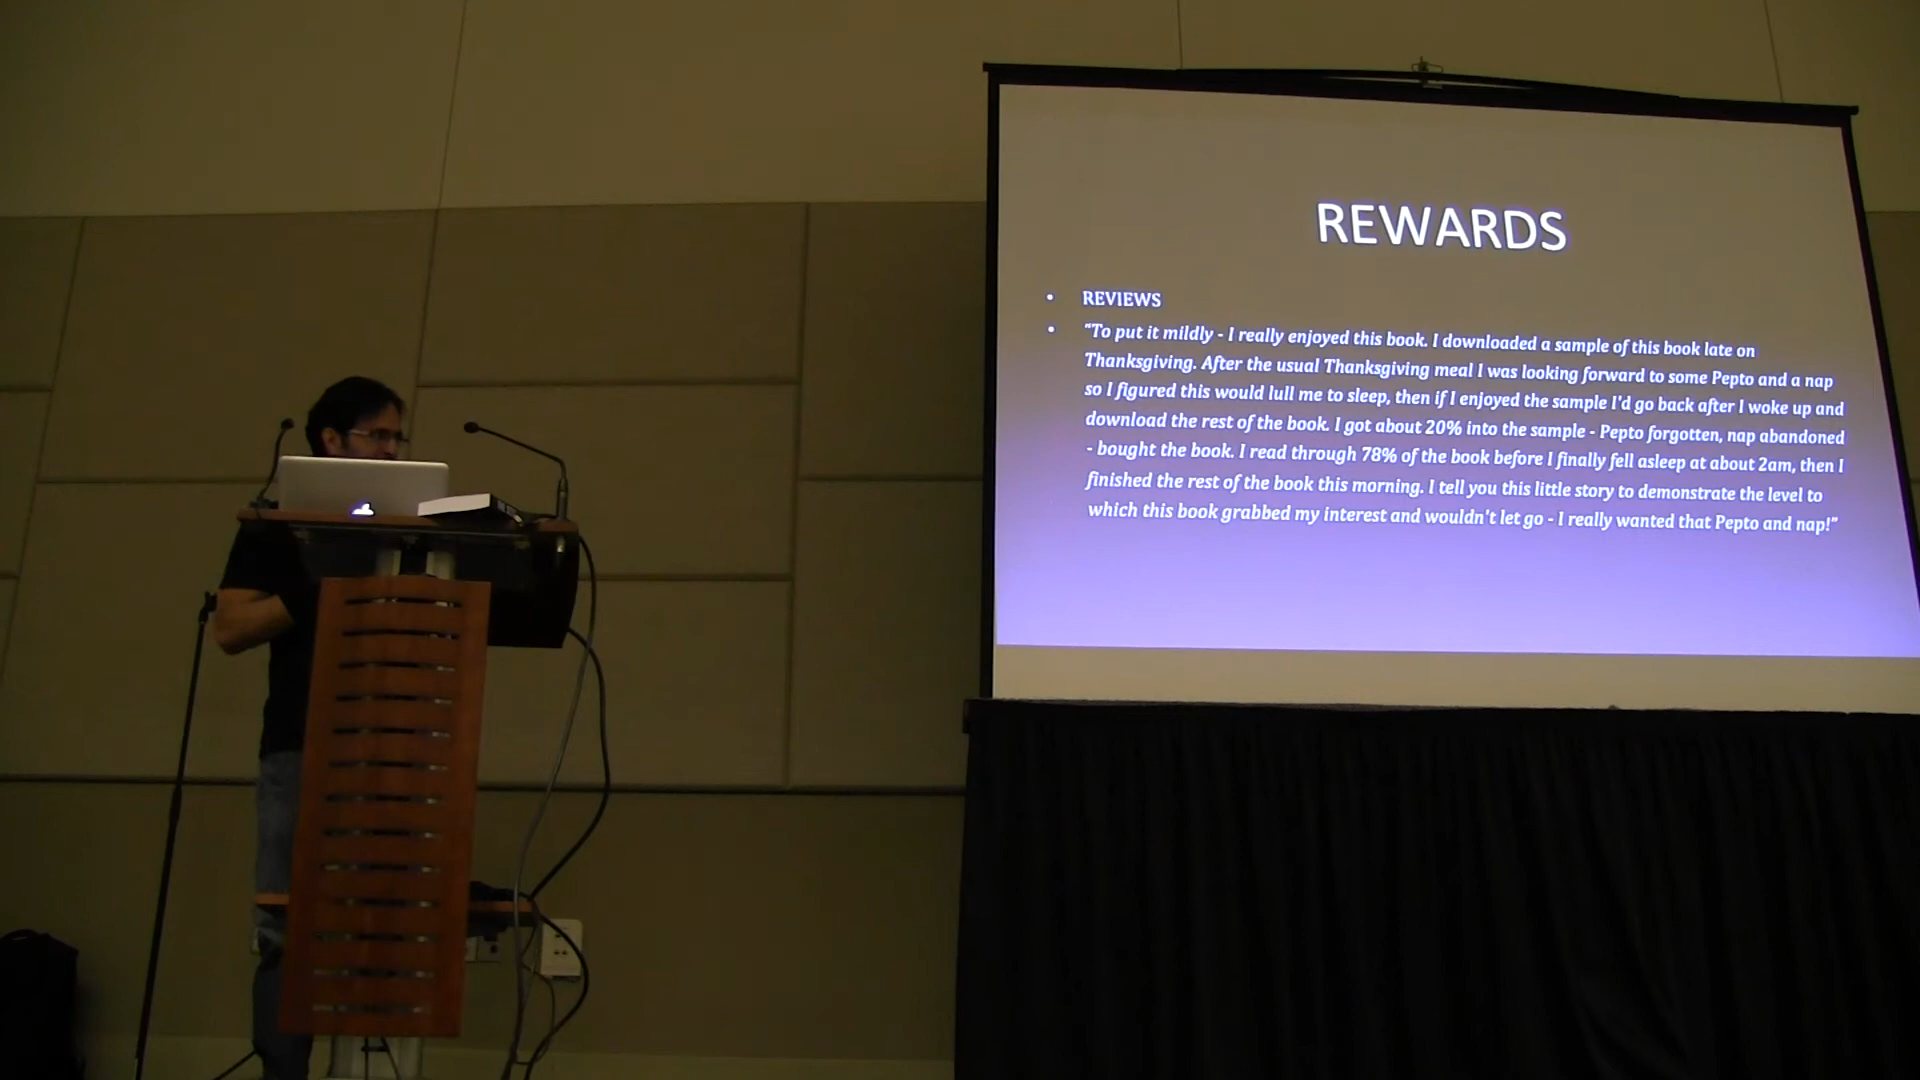 REWARDS
• REVIEWS
• "To put it mildly - I really enjoyed this book. I downloaded a sample of this book late on
Thanksgiving. After the usual Thanksgiving meal I was looking forward to some Pepto and a nap
so I figured this would lull me to sleep, then if I enjoyed the sample I'd go back after I woke up and
download the rest of the book. I got about 20% into the sample - Pepto forgotten, nap abandoned
- bought the book. I read through 78% of the book before I finally fell asleep at about 2am, then I
finished the rest of the book this morning. I tell you this little story to demonstrate the level to
which this book grabbed my interest and wouldn't let go - I really wanted that Pepto and nap!"